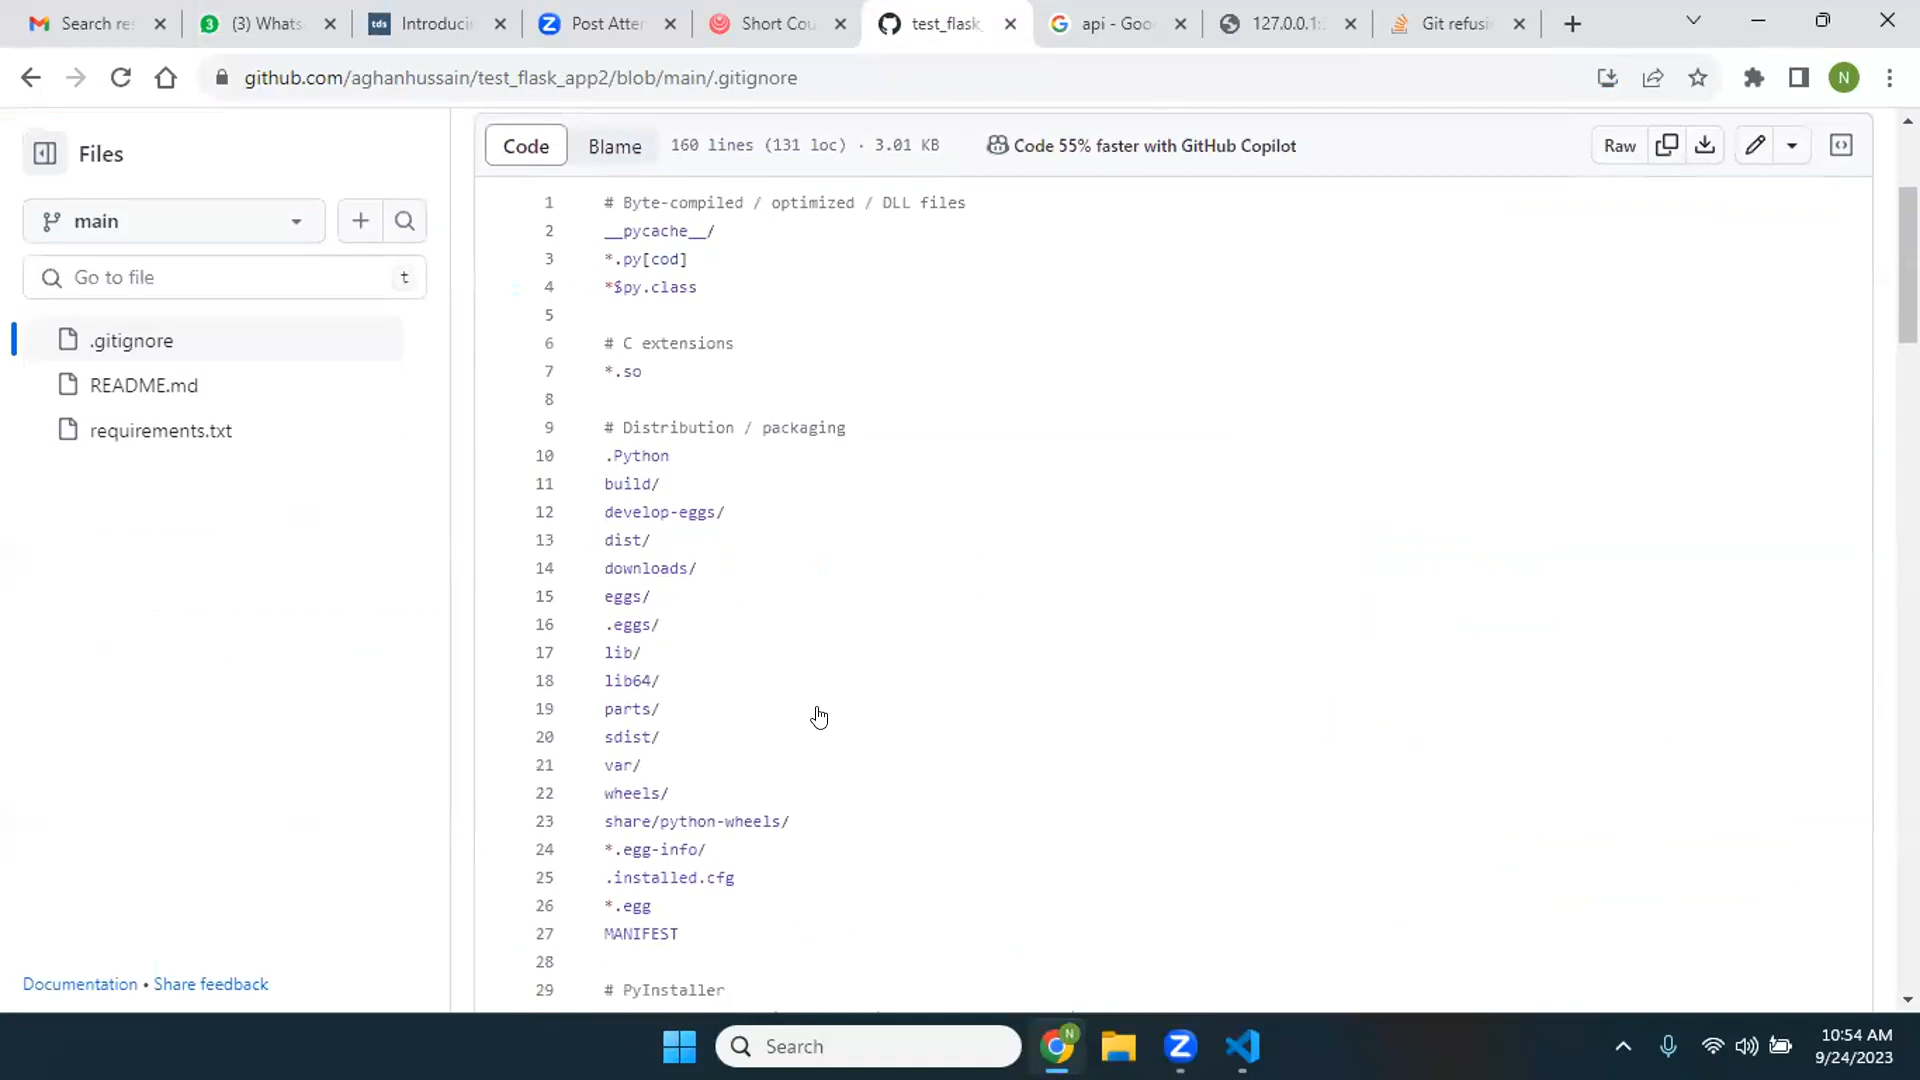 Search re
(3) Whats
tds Introducin
Post Atter
Short Cou
test_flask_
api - Goo
127.0.0.1:
Git refusi
github.com/aghanhussain/test_flask_app2/blob/main/.gitignore
N
Files
main
Go to file
t
.gitignore
README.md
requirements.txt
Documentation • Share feedback
Code Blame 160 lines (131 loc) · 3.01 KB Code 55% faster with GitHub Copilot Raw
1 # Byte-compiled / optimized / DLL files
2 __pycache__/
3 *.py[cod]
4 *$py.class
5
6 # C extensions
7 *.so
8
9 # Distribution / packaging
10 .Python
11 build/
12 develop-eggs/
13 dist/
14 downloads/
15 eggs/
16 .eggs/
17 lib/
18 lib64/
19 parts/
20 sdist/
21 var/
22 wheels/
23 share/python-wheels/
24 *.egg-info/
25 .installed.cfg
26 *.egg
27 MANIFEST
28
29 # PyInstaller
Search
10:54 AM
9/24/2023